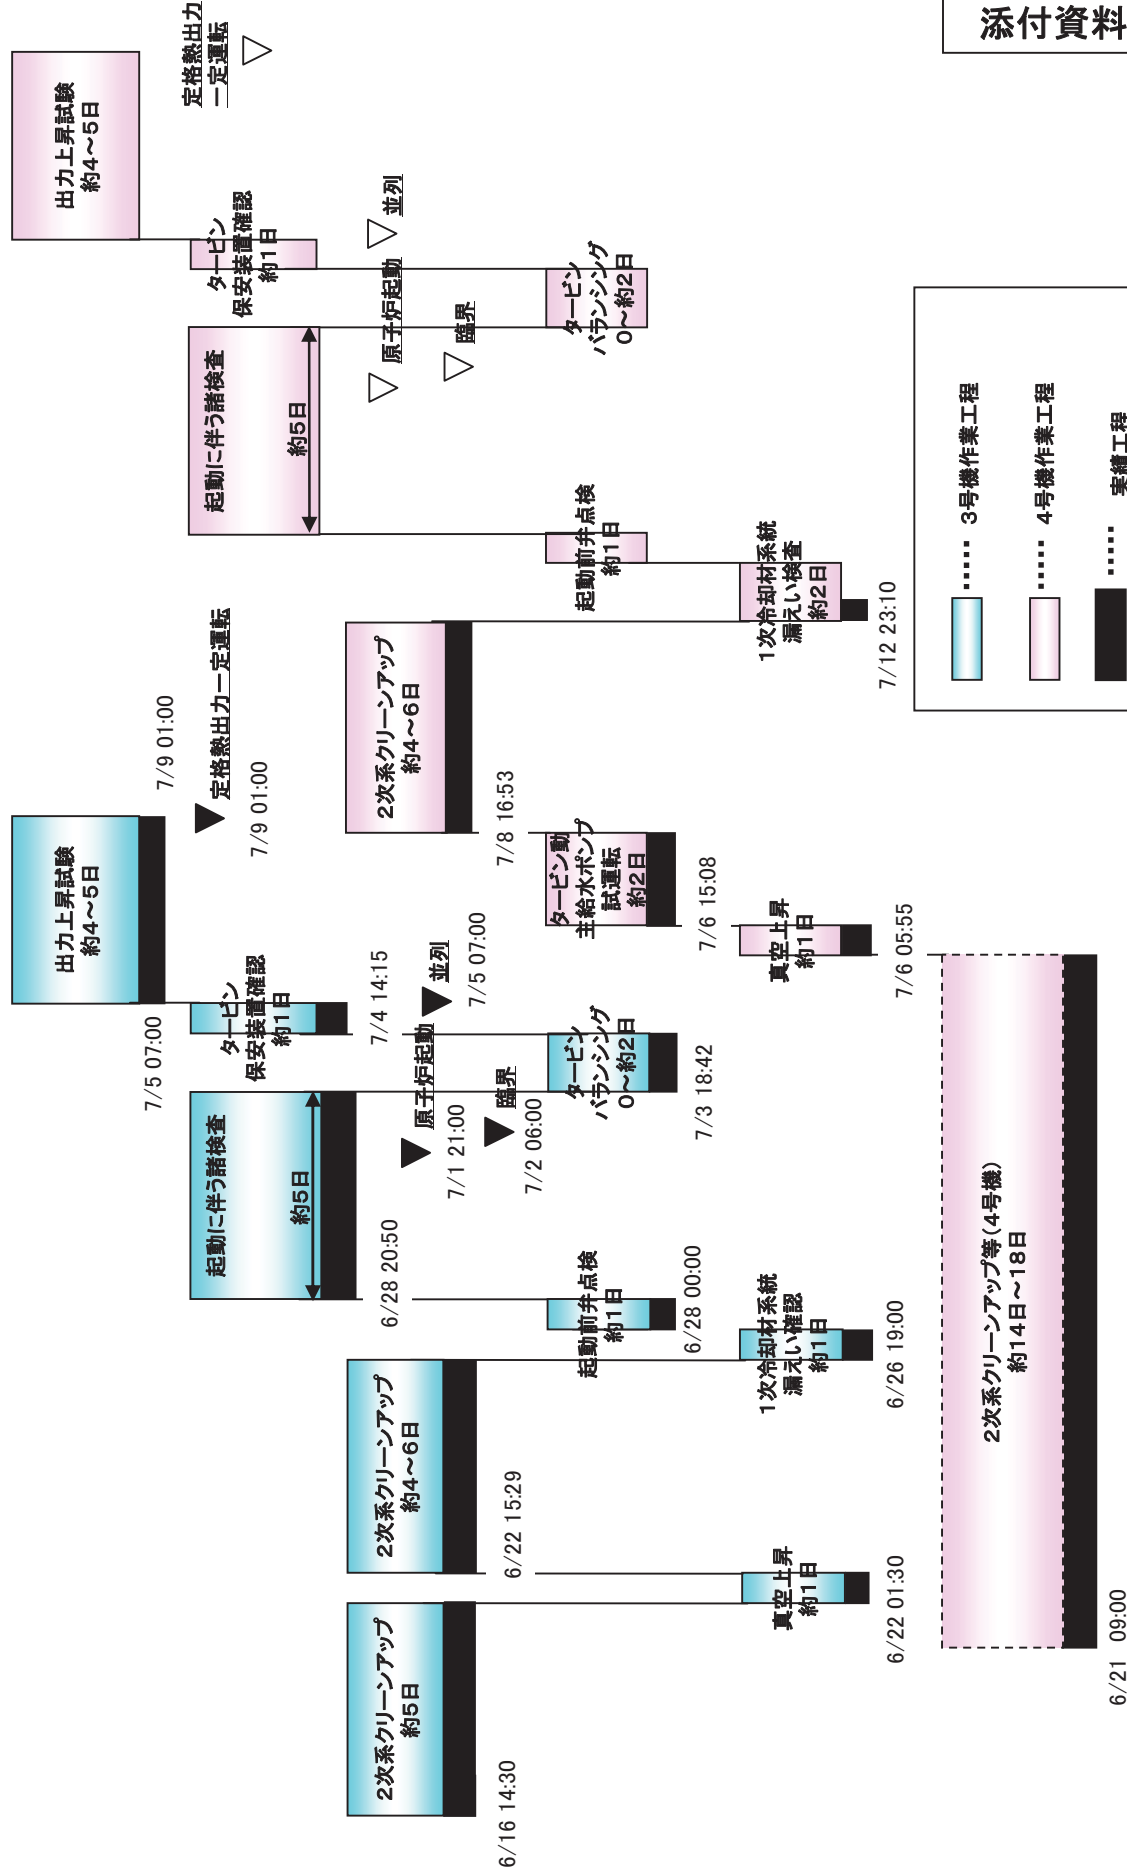 添付資料
2次系クリーンアップ
約5日
6/16 14:30
真空上昇
約1日
6/22 01:30
2次系クリーンアップ
約4～6日
6/22 15:29
1次冷却材系統
漏えい確認
約1日
6/26 19:00
起動前弁点検
約1日
6/28 00:00
起動に伴う諸検査
約5日
6/28 20:50
原子炉起動
7/1 21:00
臨界
7/2 06:00
タービン
バランシング
0～約2日
7/3 18:42
タービン
保安装置確認
約1日
7/4 14:15
並列
7/5 07:00
出力上昇試験
約4～5日
7/5 07:00
7/9 01:00
定格熱出力一定運転
7/9 01:00
2次系クリーンアップ等(4号機)
約14日～18日
6/21 09:00
真空上昇
約1日
7/6 05:55
タービン動
主給水ポンプ
試運転
約2日
7/6 15:08
2次系クリーンアップ
約4～6日
7/8 16:53
1次冷却材系統
漏えい検査
約2日
7/12 23:10
起動前弁点検
約1日
起動に伴う諸検査
約5日
原子炉起動
臨界
タービン
バランシング
0～約2日
タービン
保安装置確認
約1日
並列
出力上昇試験
約4～5日
定格熱出力
一定運転
····· 3号機作業工程
····· 4号機作業工程
····· 実績工程